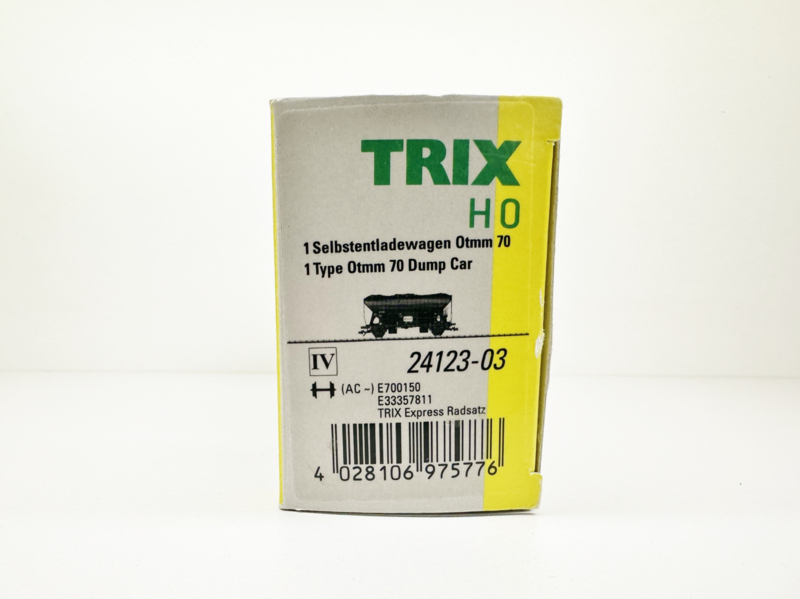 TRIX
H0
1 Selbstentladewagen Otmm 70
1 Type Otmm 70 Dump Car
IV 24123-03
(AC ~) E700150
E33357811
TRIX Express Radsatz
4 028106 975776